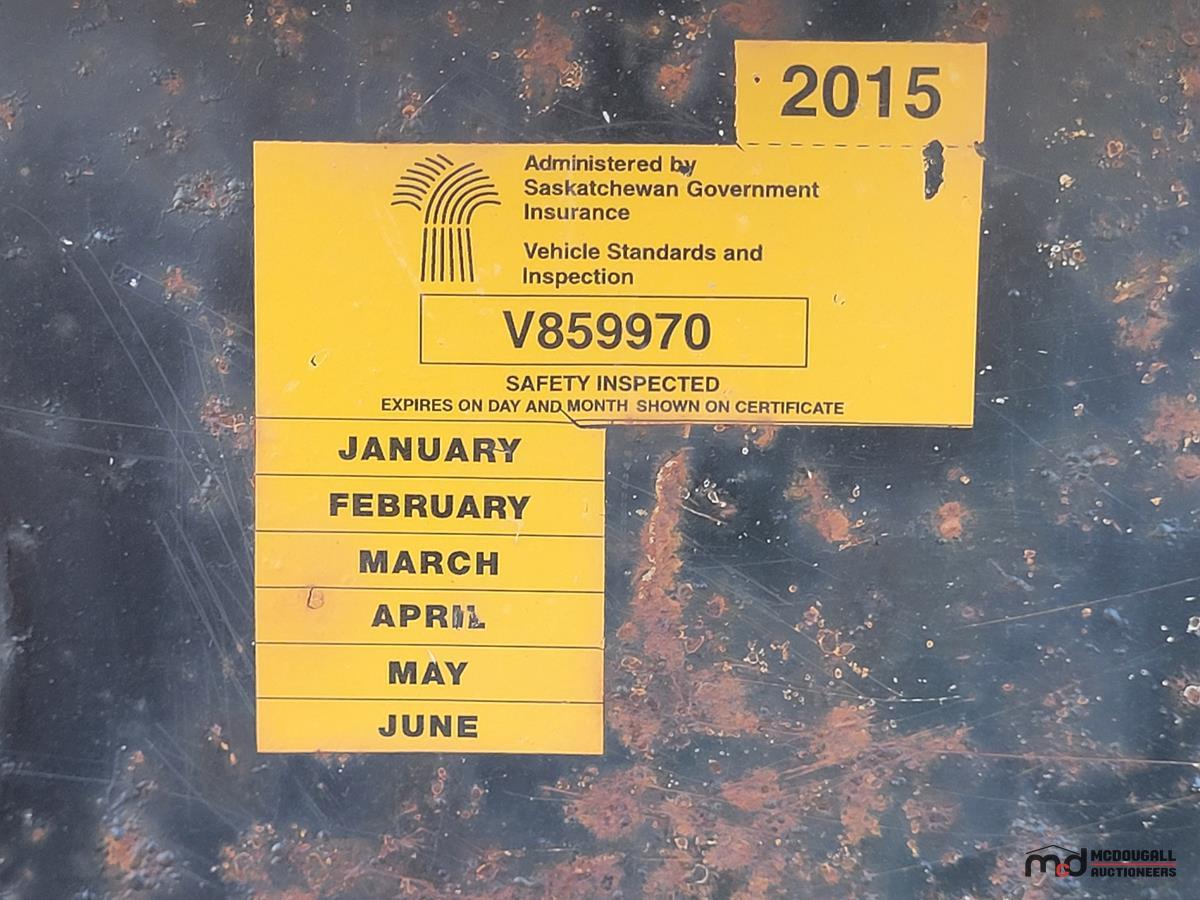 2015
Administered by
Saskatchewan Government
Insurance
Vehicle Standards and
Inspection
V859970
SAFETY INSPECTED
EXPIRES ON DAY AND MONTH SHOWN ON CERTIFICATE
JANUARY
FEBRUARY
MARCH
APRIL
MAY
JUNE
mcd MCDOUGALL
AUCTIONEERS